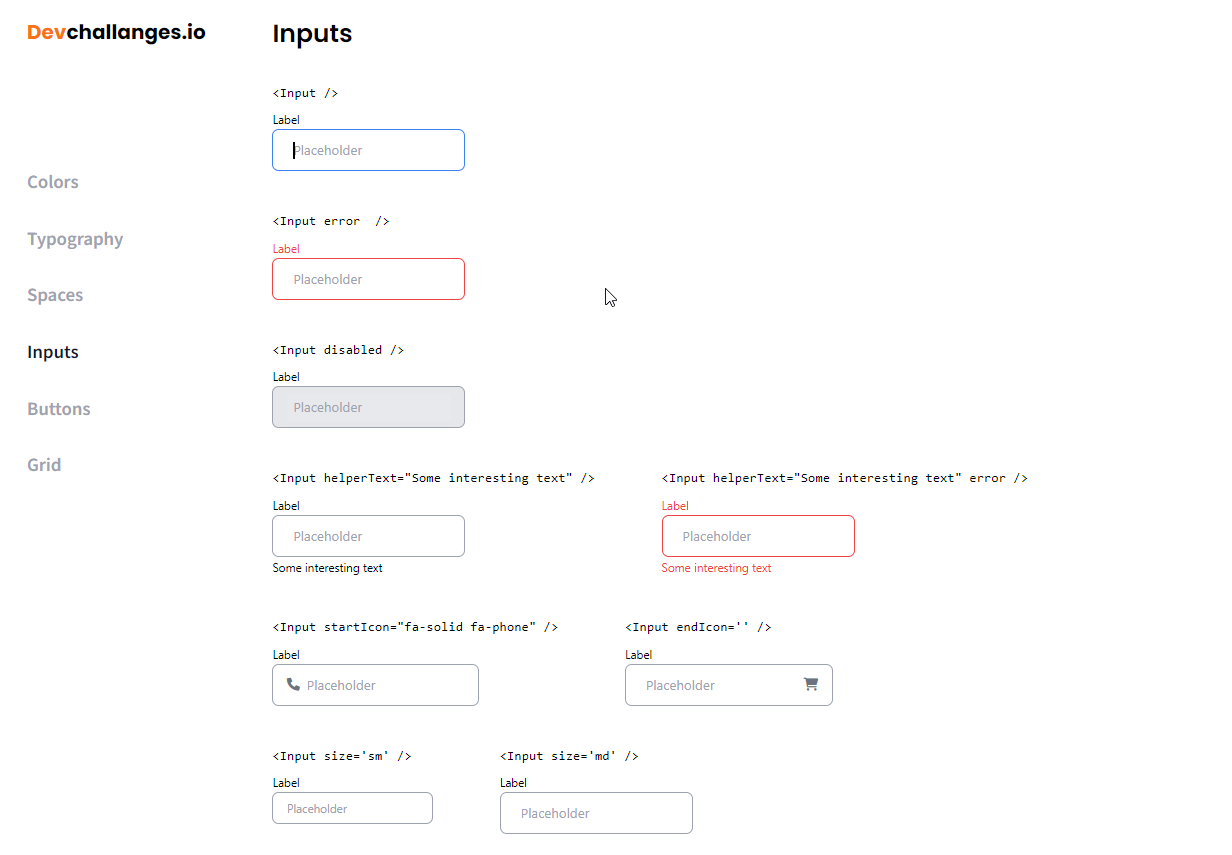 Devchallanges.io
Inputs
Colors
Typography
Spaces
Inputs
Buttons
Grid
<Input />
Label
Placeholder
<Input error  />
Label
Placeholder
<Input disabled />
Label
Placeholder
<Input helperText="Some interesting text" />
Label
Placeholder
Some interesting text
<Input helperText="Some interesting text" error />
Label
Placeholder
Some interesting text
<Input startIcon="fa-solid fa-phone" />
Label
Placeholder
<Input endIcon='' />
Label
Placeholder
<Input size='sm' />
Label
Placeholder
<Input size='md' />
Label
Placeholder